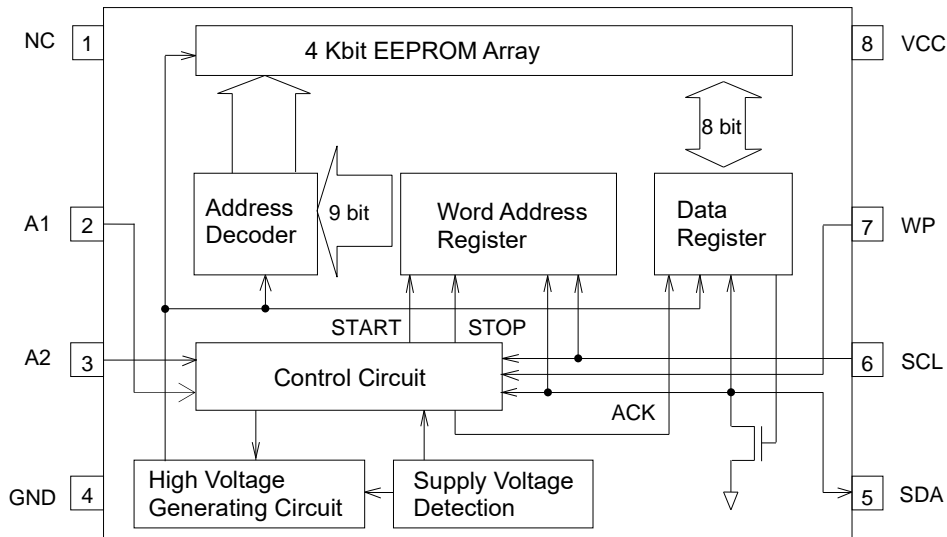 NC
1
4 Kbit EEPROM Array
8
VCC
8 bit
A1
2
Address
Decoder
9 bit
Word Address
Register
Data
Register
7
WP
START
STOP
A2
3
Control Circuit
6
SCL
ACK
GND
4
High Voltage
Generating Circuit
Supply Voltage
Detection
5
SDA